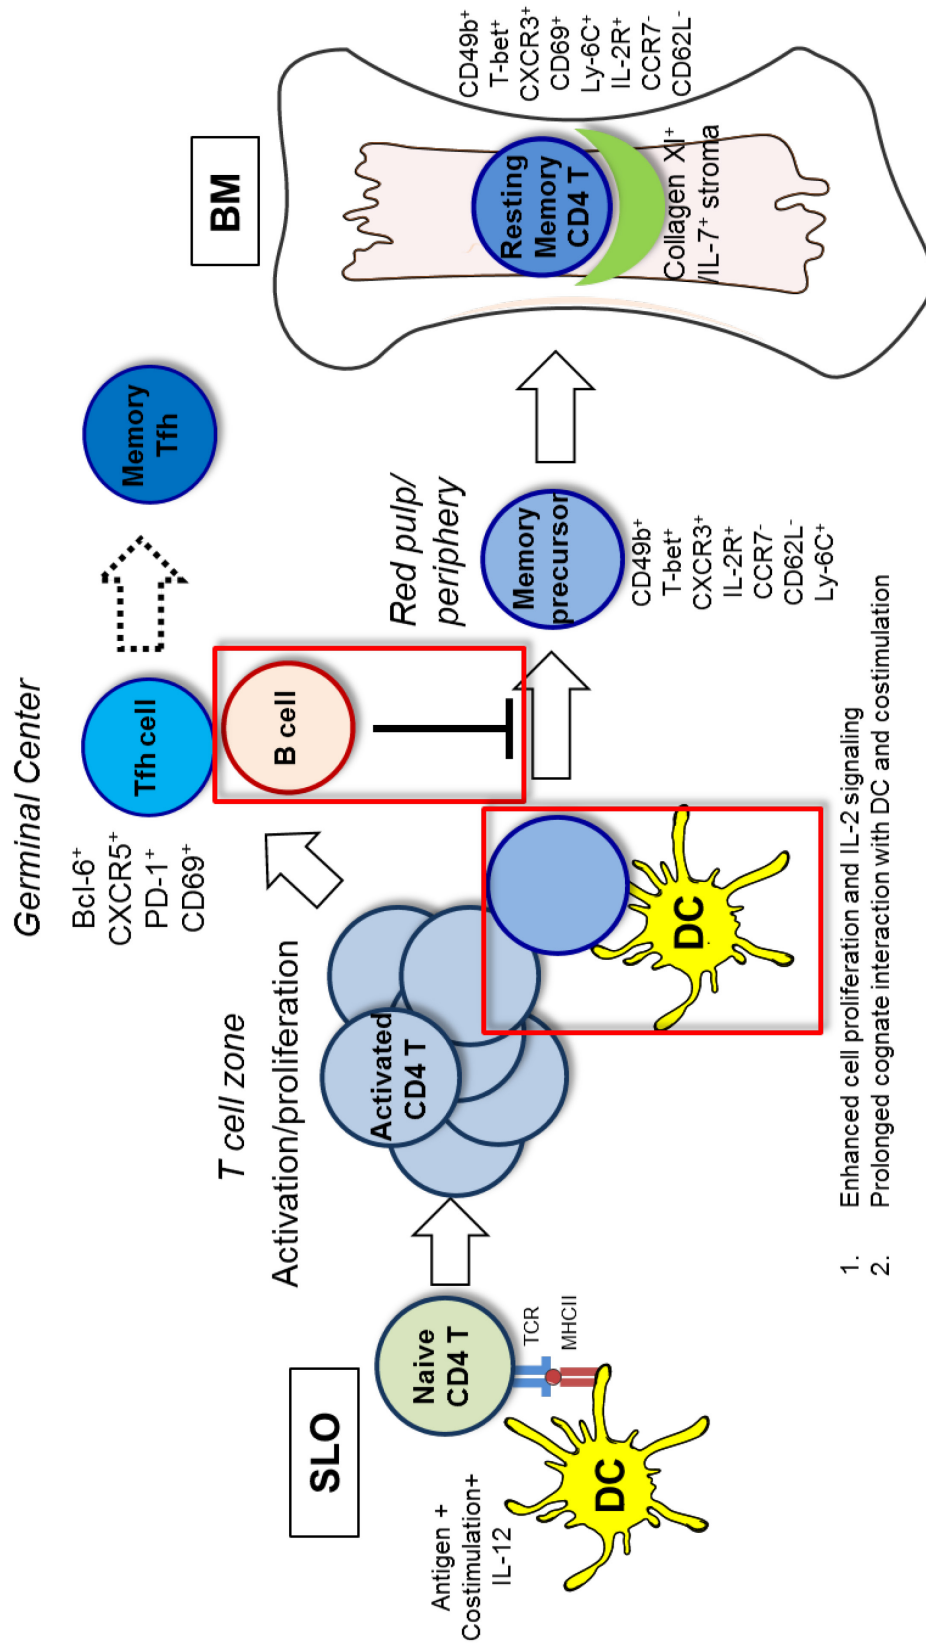 SLO
Antigen +
Costimulation+
IL-12
DC
Naive
CD4 T
TCR
MHCII
T cell zone
Activation/proliferation
Activated
CD4 T
DC
1. Enhanced cell proliferation and IL-2 signaling
2. Prolonged cognate interaction with DC and costimulation
Germinal Center
Bcl-6⁺
CXCR5⁺
PD-1⁺
CD69⁺
Tfh cell
B cell
Memory
Tfh
Red pulp/
periphery
Memory
precursor
CD49b⁺
T-bet⁺
CXCR3⁺
IL-2R⁺
CCR7⁻
CD62L⁻
Ly-6C⁺
BM
Resting
Memory
CD4 T
Collagen XI⁺
/IL-7⁺ stroma
CD49b⁺
T-bet⁺
CXCR3⁺
CD69⁺
Ly-6C⁺
IL-2R⁺
CCR7⁻
CD62L⁻